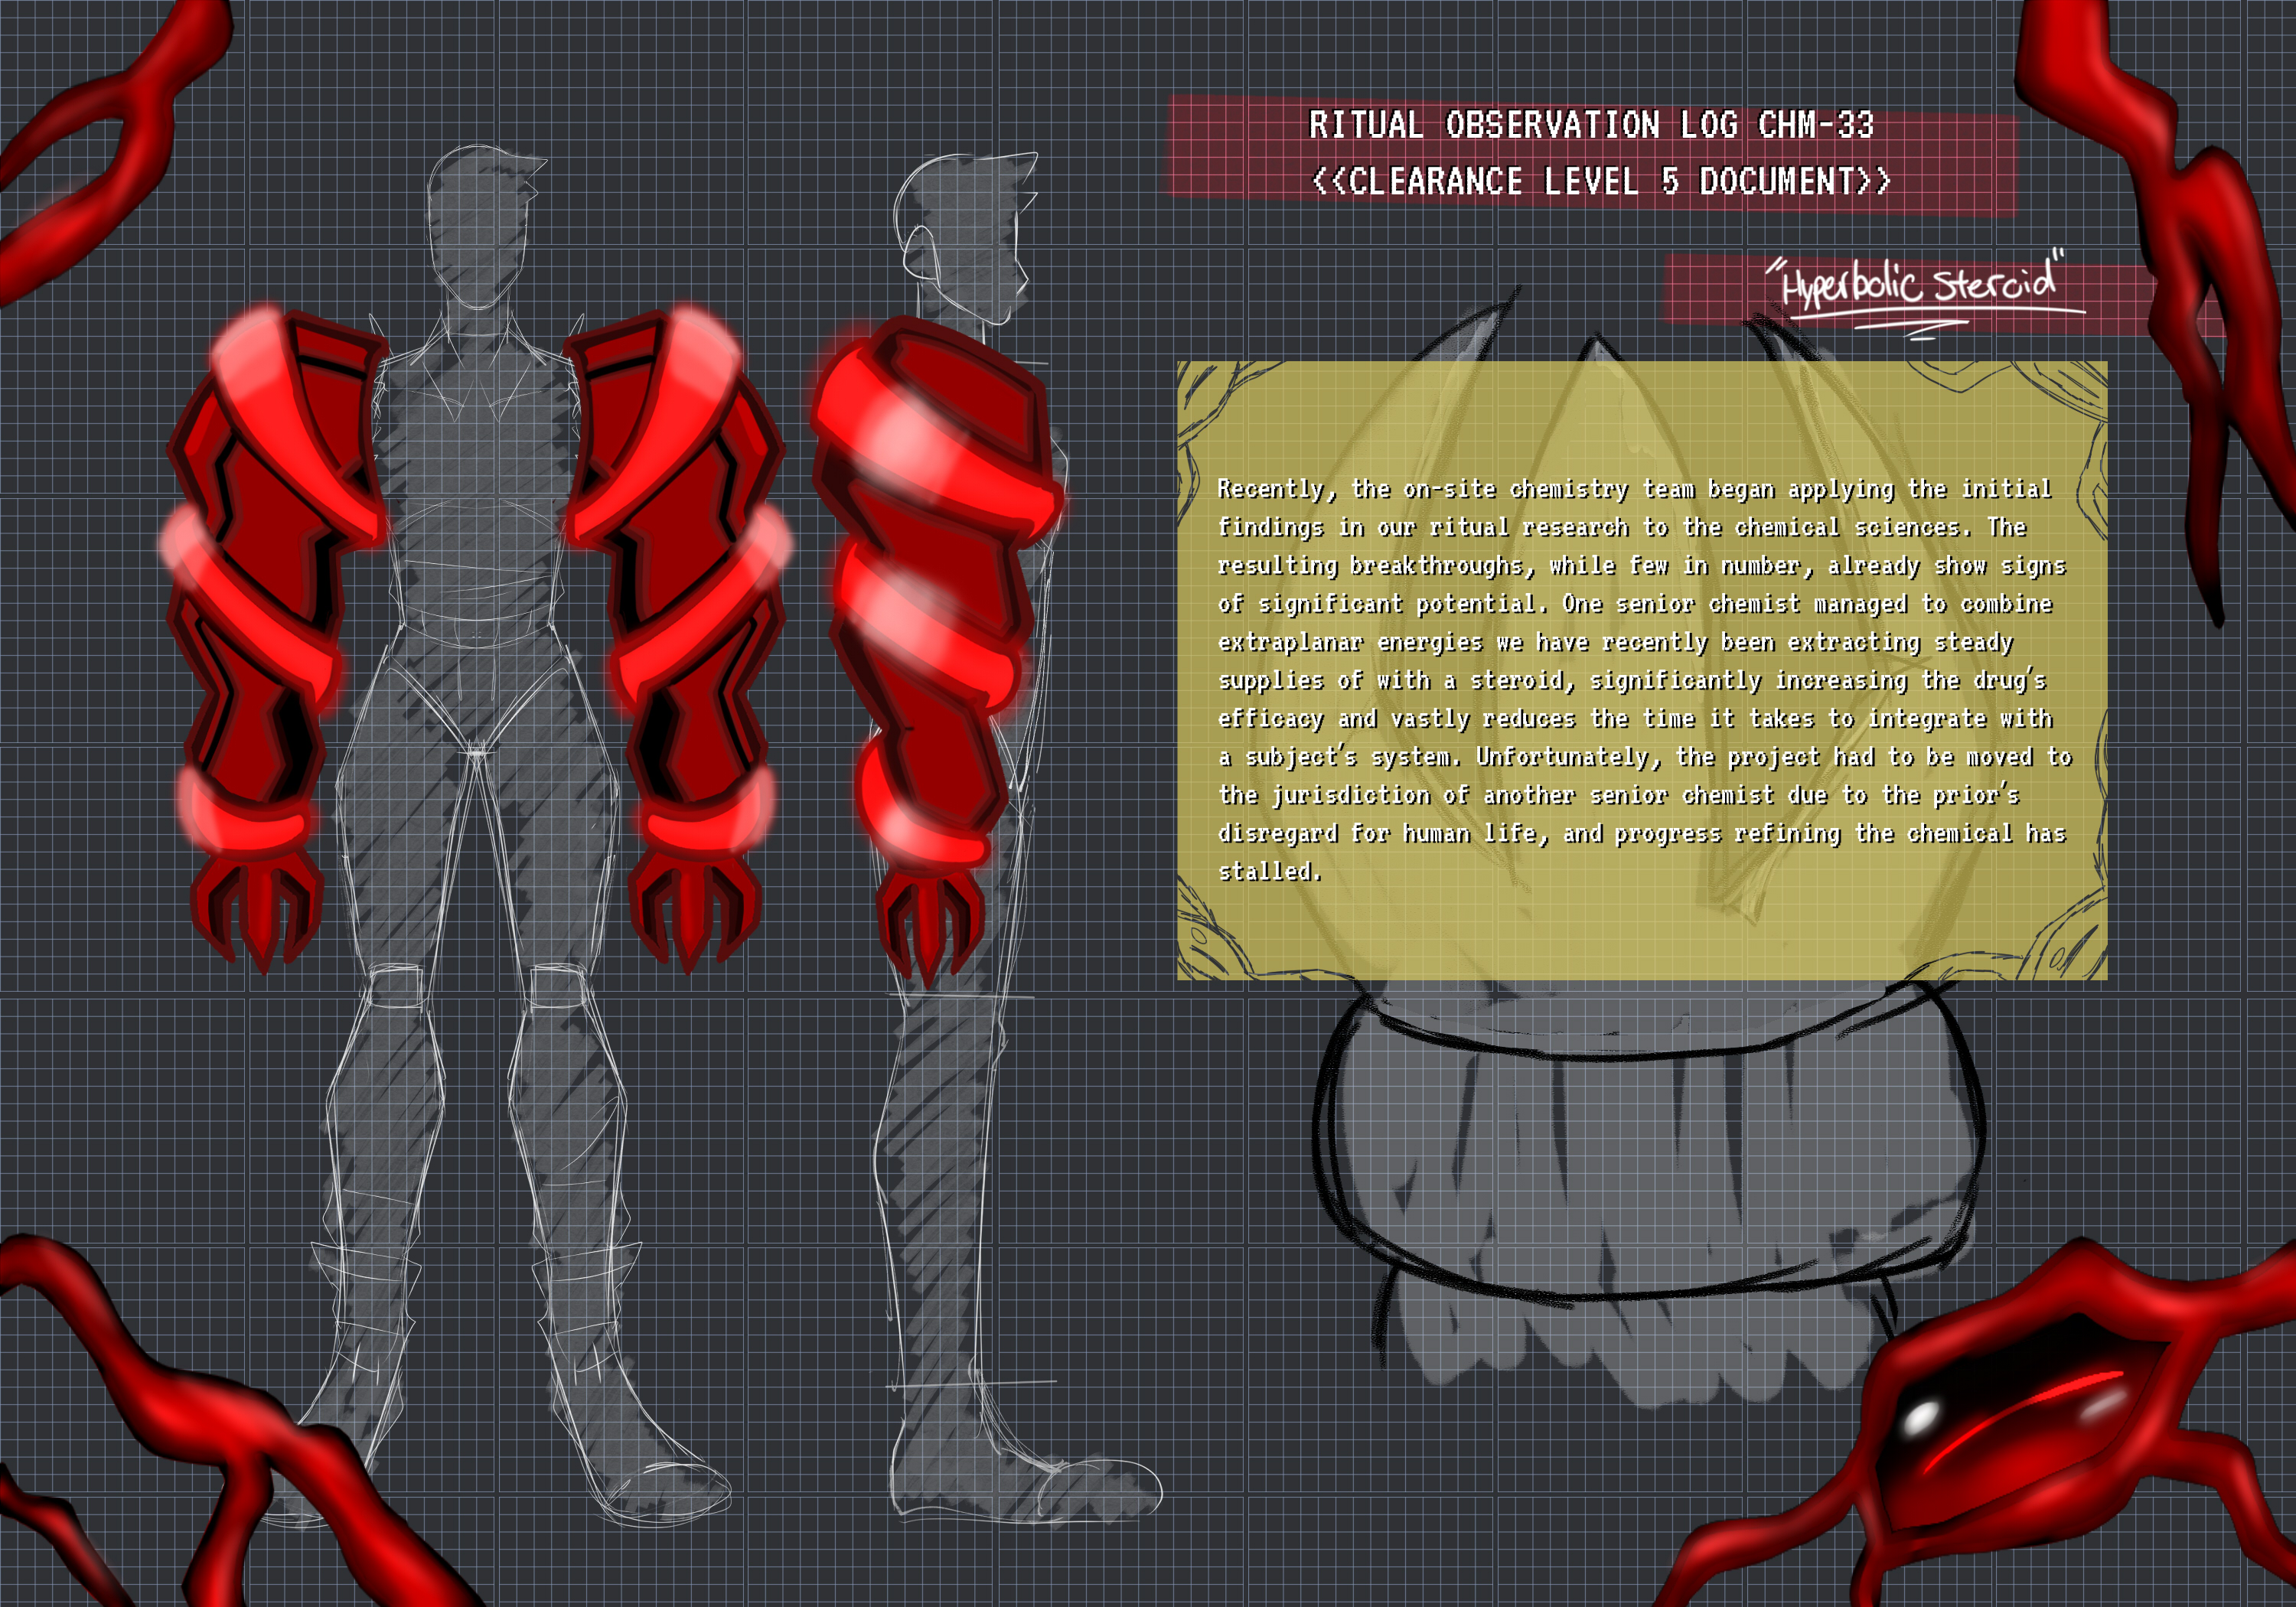 RITUAL OBSERVATION LOG CHM-33
<<CLEARANCE LEVEL 5 DOCUMENT>>
"Hyperbolic Steroid"
Recently, the on-site chemistry team began applying the initial
findings in our ritual research to the chemical sciences. The
resulting breakthroughs, while few in number, already show signs
of significant potential. One senior chemist managed to combine
extraplanar energies we have recently been extracting steady
supplies of with a steroid, significantly increasing the drug's
efficacy and vastly reduces the time it takes to integrate with
a subject's system. Unfortunately, the project had to be moved to
the jurisdiction of another senior chemist due to the prior's
disregard for human life, and progress refining the chemical has
stalled.